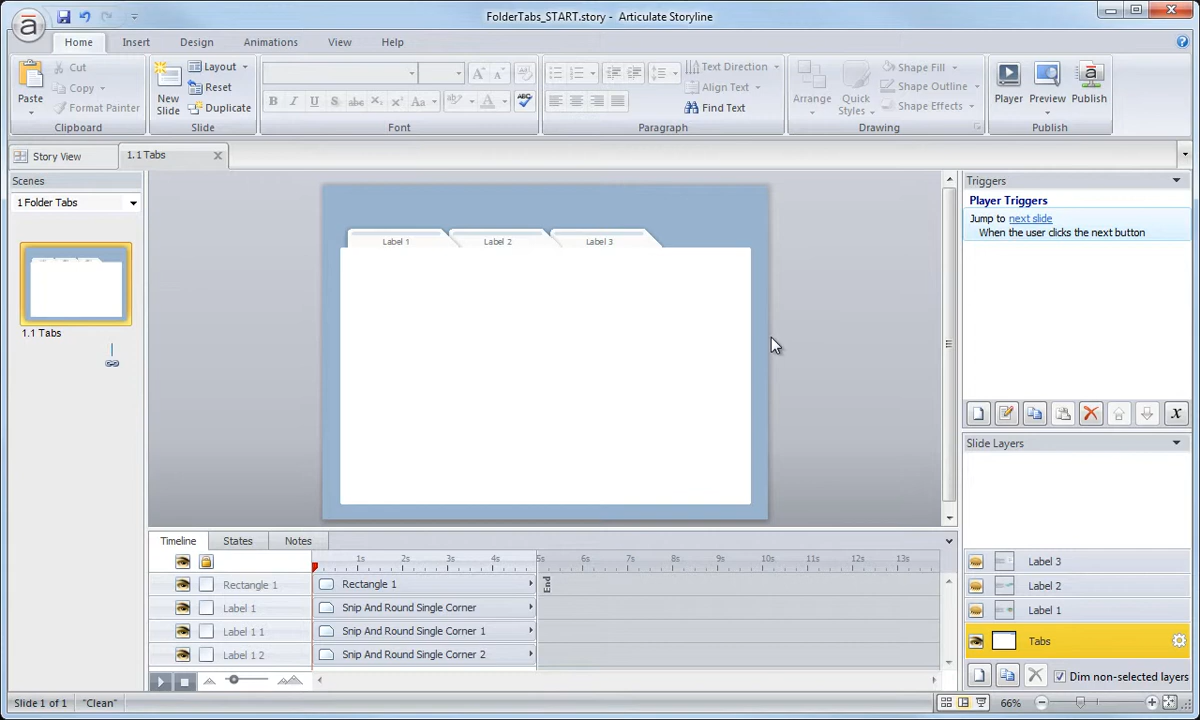 FolderTabs_START.story - Articulate Storyline
Home Insert Design Animations View Help
Cut Layout Text Direction Shape Fill
Copy Reset Align Text Shape Outline
Paste Format Painter New Slide Duplicate Find Text Arrange Quick Styles Shape Effects Player Preview Publish
B I U S abc Aa A ABC
Clipboard Slide Font Paragraph Drawing Publish
Story View 1.1 Tabs
Scenes
1 Folder Tabs
1.1 Tabs
Label 1 Label 2 Label 3
Triggers
Player Triggers
Jump to next slide
When the user clicks the next button
x
Slide Layers
Label 3
Label 2
Label 1
Tabs
Dim non-selected layers
Timeline States Notes
1s 2s 3s 4s 5s 6s 7s 8s 9s 10s 11s 12s 13s
Rectangle 1 Rectangle 1 End
Label 1 Snip And Round Single Corner
Label 1 1 Snip And Round Single Corner 1
Label 1 2 Snip And Round Single Corner 2
Slide 1 of 1 "Clean" 66%